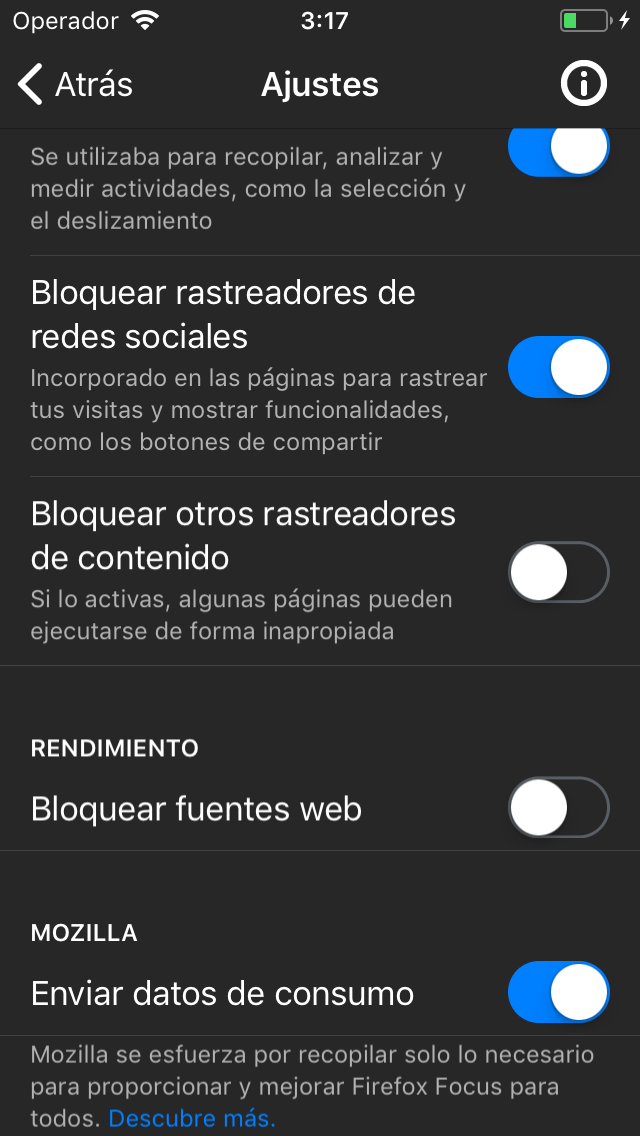 Operador 3:17
Atrás Ajustes
Se utilizaba para recopilar, analizar y
medir actividades, como la selección y
el deslizamiento
Bloquear rastreadores de
redes sociales
Incorporado en las páginas para rastrear
tus visitas y mostrar funcionalidades,
como los botones de compartir
Bloquear otros rastreadores
de contenido
Si lo activas, algunas páginas pueden
ejecutarse de forma inapropiada
RENDIMIENTO
Bloquear fuentes web
MOZILLA
Enviar datos de consumo
Mozilla se esfuerza por recopilar solo lo necesario
para proporcionar y mejorar Firefox Focus para
todos. Descubre más.